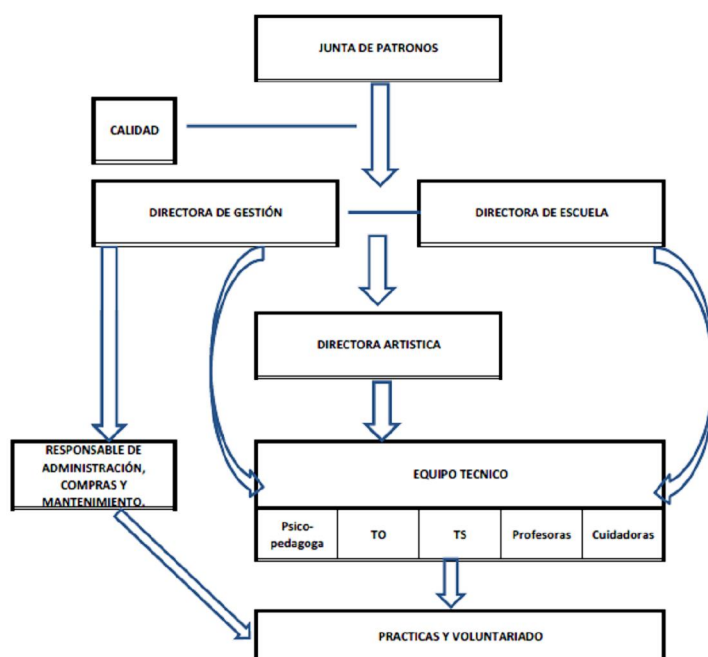 JUNTA DE PATRONOS
CALIDAD
DIRECTORA DE GESTIÓN
DIRECTORA DE ESCUELA
DIRECTORA ARTISTICA
RESPONSABLE DE
ADMINISTRACIÓN,
COMPRAS Y
MANTENIMIENTO.
EQUIPO TECNICO
Psico-
pedagoga
TO
TS
Profesoras
Cuidadoras
PRACTICAS Y VOLUNTARIADO